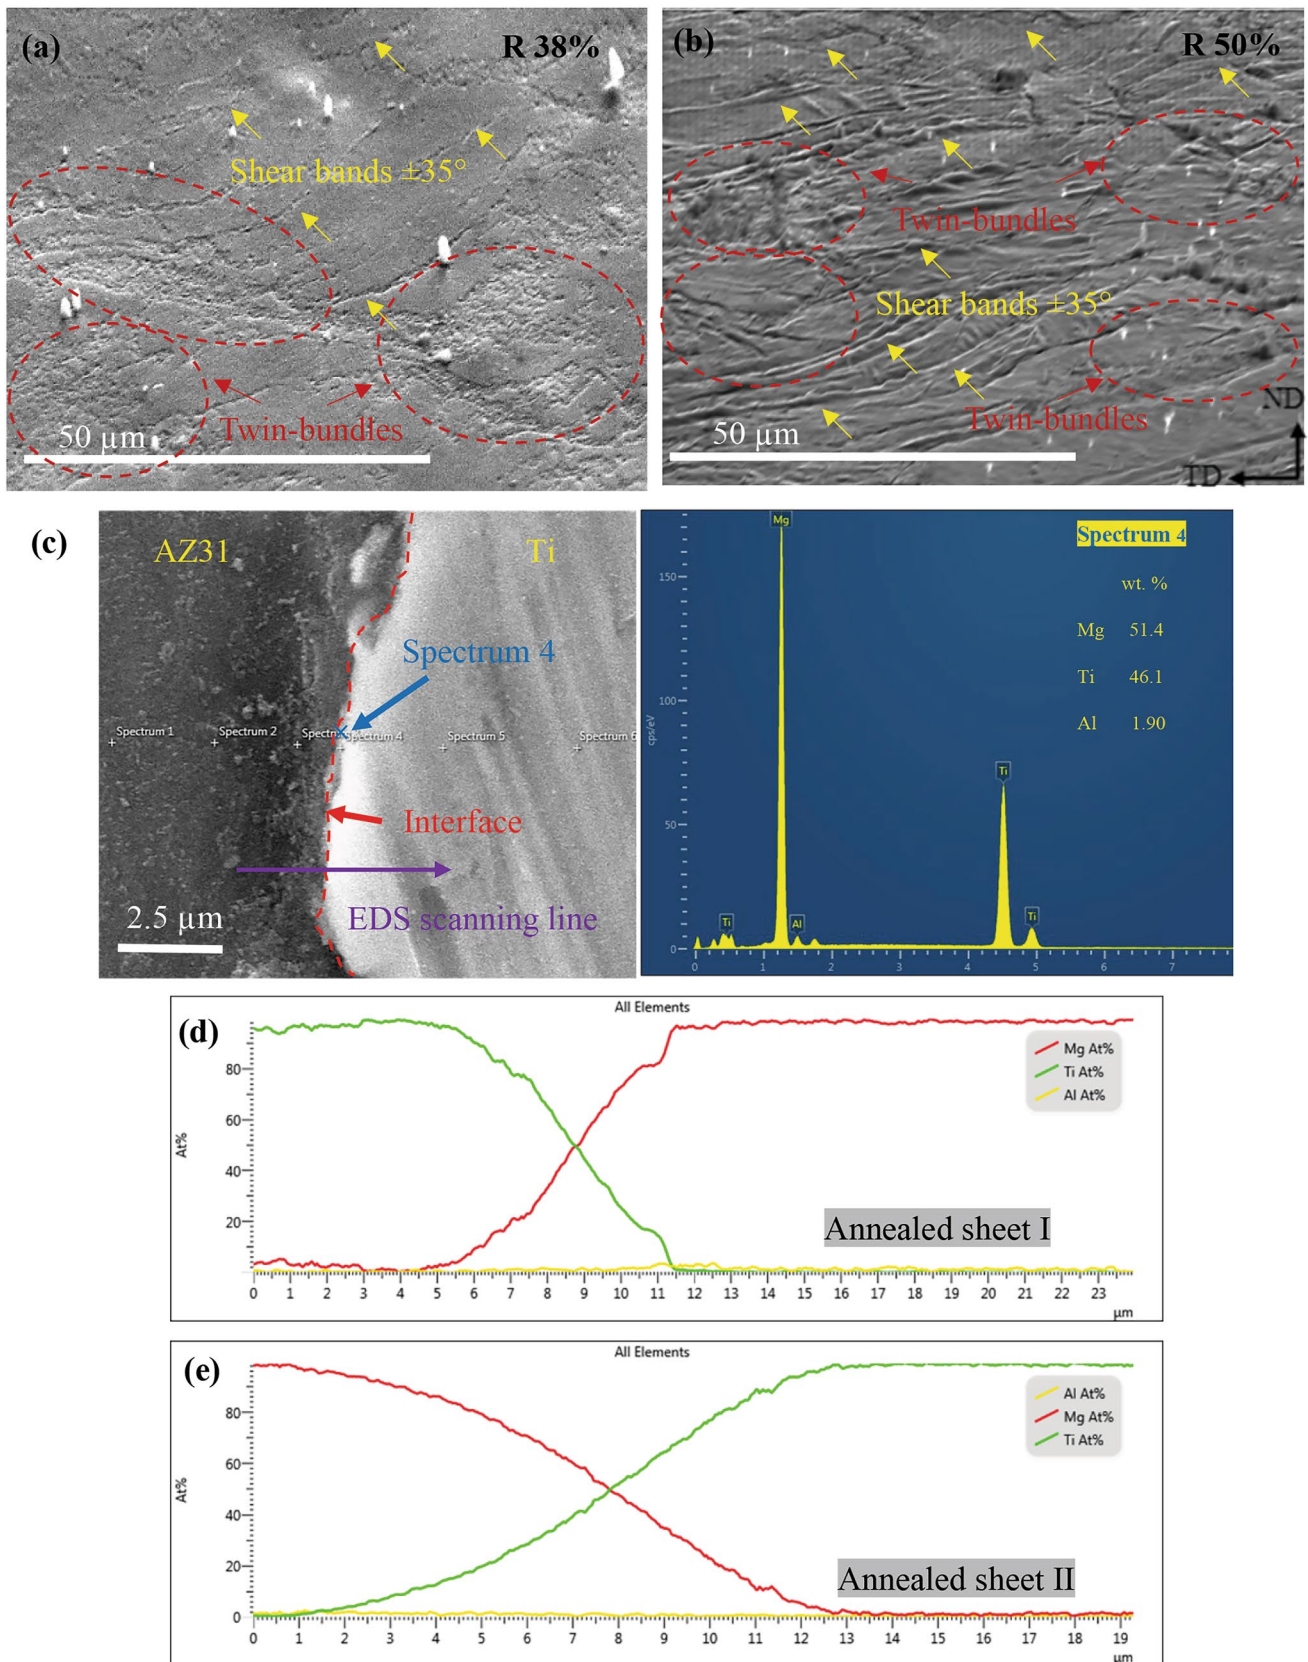 (a)
R 38%
Shear bands ±35°
Twin-bundles
50 µm
(b)
R 50%
Twin-bundles
Shear bands ±35°
Twin-bundles
50 µm
ND
TD
(c)
AZ31
Ti
Spectrum 4
Spectrum 1
Spectrum 2
Spectrum 4
Spectrum 5
Spectrum 6
Interface
EDS scanning line
2.5 µm
Mg
Spectrum 4
wt. %
Mg 51.4
Ti 46.1
Al 1.90
cps/eV
150
100
50
0
Ti
Al
Ti
Ti
0 1 2 3 4 5 6 7
(d)
All Elements
Mg At%
Ti At%
Al At%
At%
80
60
40
20
Annealed sheet I
0 1 2 3 4 5 6 7 8 9 10 11 12 13 14 15 16 17 18 19 20 21 22 23
µm
(e)
All Elements
Al At%
Mg At%
Ti At%
At%
80
60
40
20
0
Annealed sheet II
0 1 2 3 4 5 6 7 8 9 10 11 12 13 14 15 16 17 18 19
µm